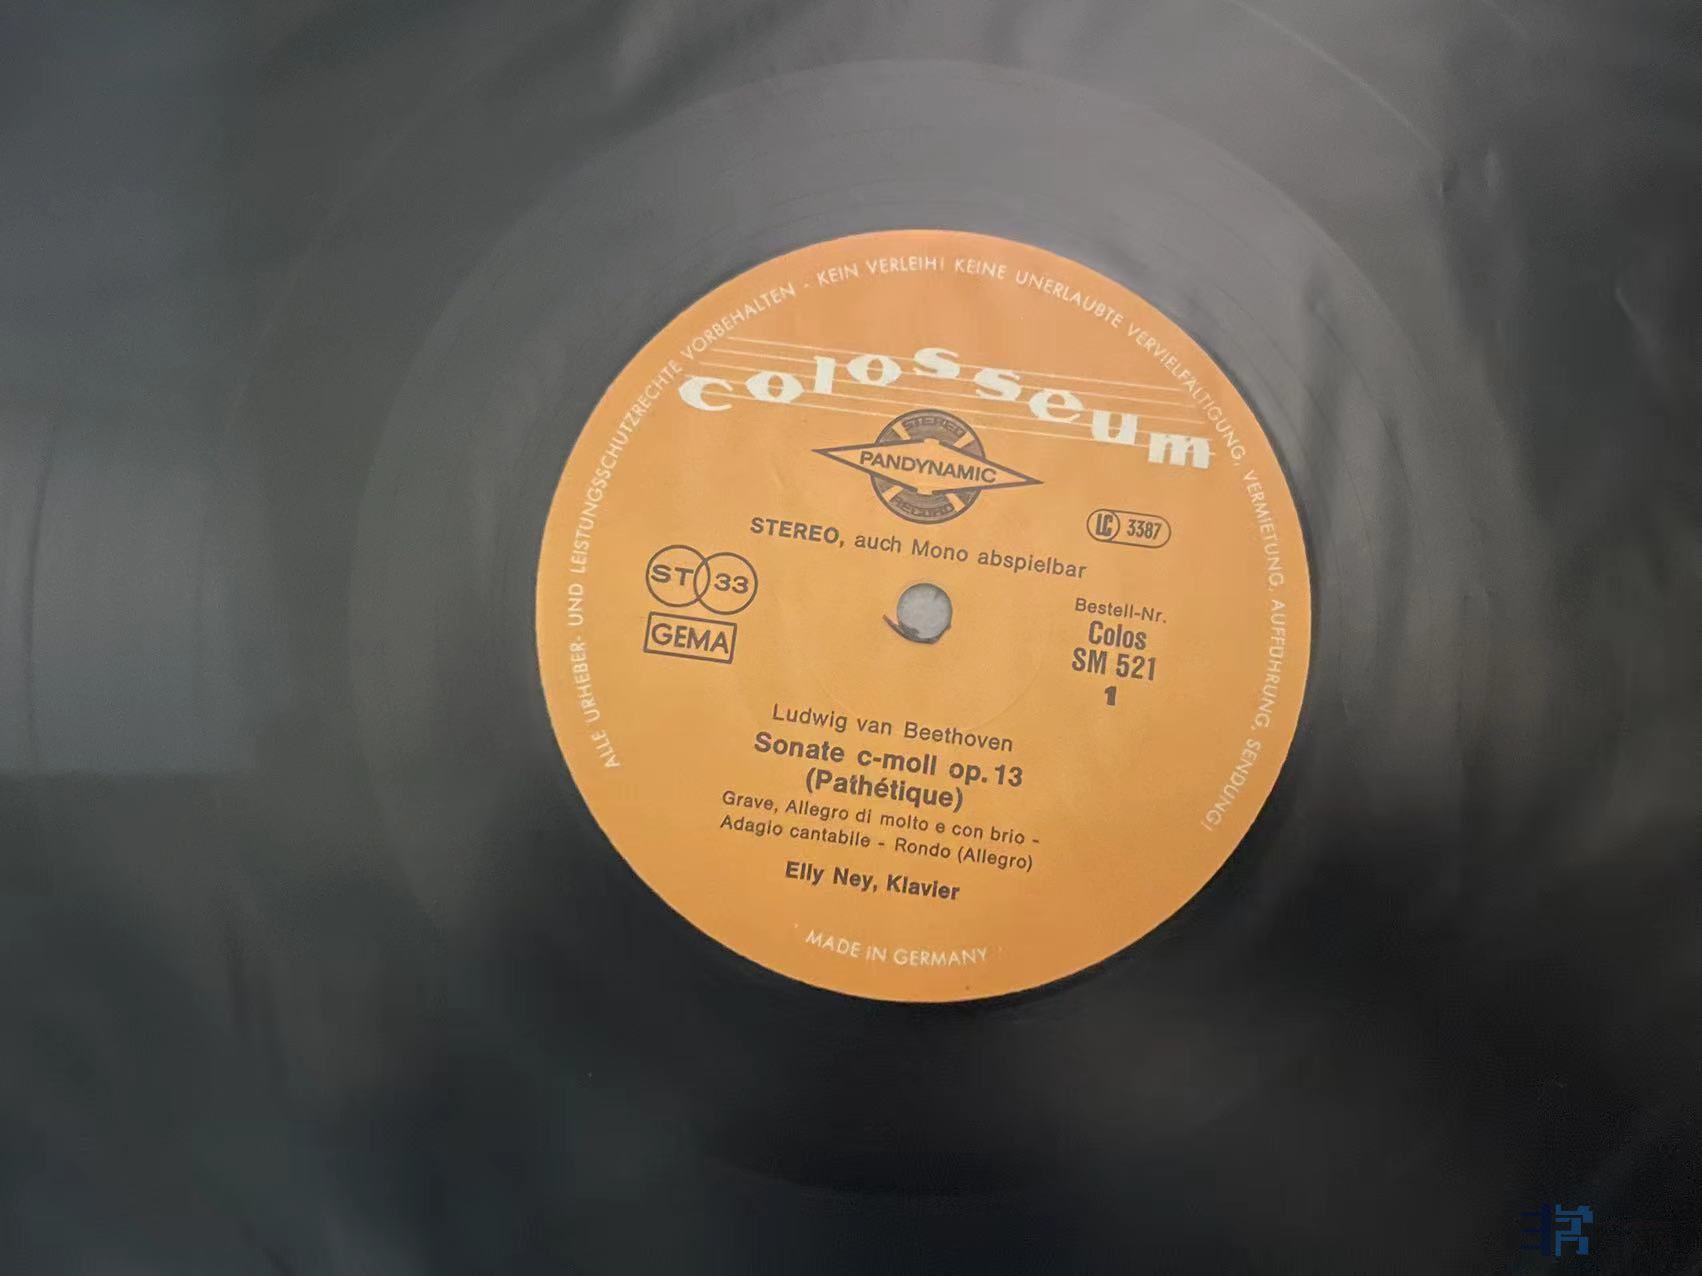 ALLE URHEBER- UND LEISTUNGSSCHUTZRECHTE VORBEHALTEN - KEIN VERLEIH! KEINE UNERLAUBTE VERVIELFÄLTIGUNG, VERMIETUNG, AUFFÜHRUNG, SENDUNG!
colosseum
STEREO
PANDYNAMIC
LC 3387
STEREO, auch Mono abspielbar
ST 33
GEMA
Bestell-Nr.
Colos
SM 521
1
Ludwig van Beethoven
Sonate c-moll op. 13
(Pathétique)
Grave, Allegro di molto e con brio -
Adagio cantabile - Rondo (Allegro)
Elly Ney, Klavier
MADE IN GERMANY